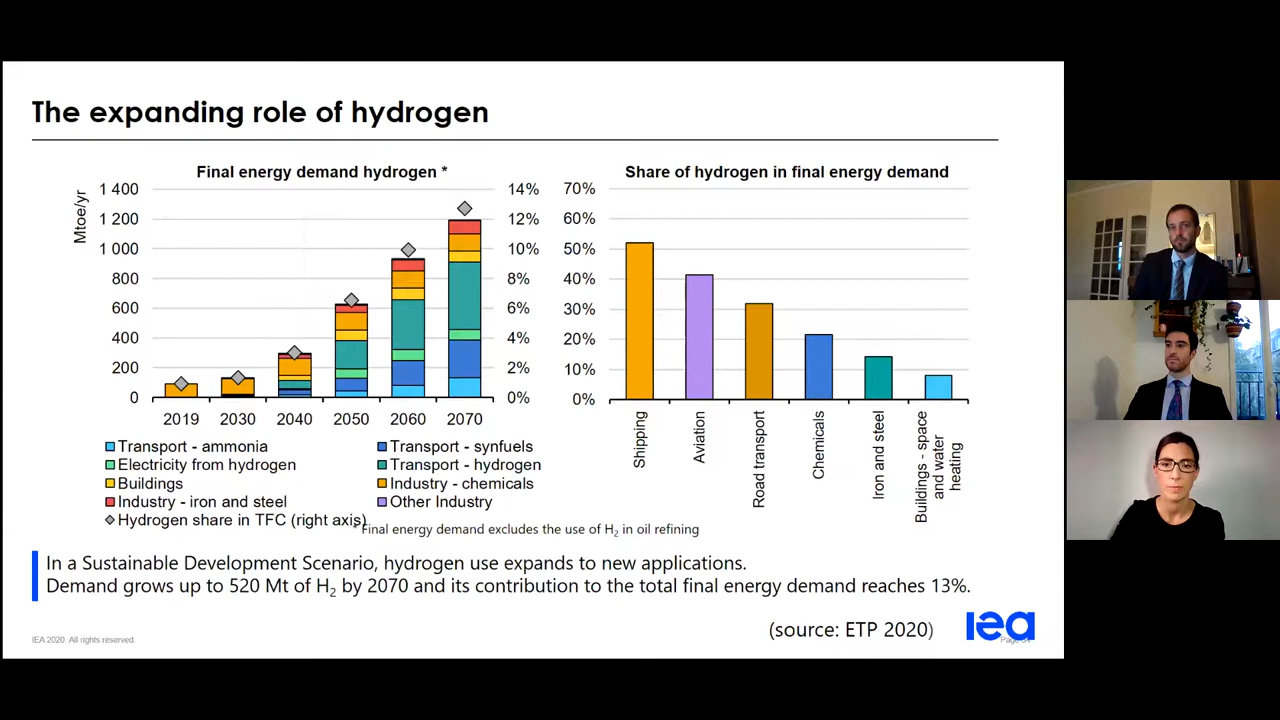 The expanding role of hydrogen
Final energy demand hydrogen *
Mtoe/yr
1 400
1 200
1 000
800
600
400
200
0
14%
12%
10%
8%
6%
4%
2%
0%
2019 2030 2040 2050 2060 2070
Transport - ammonia
Transport - synfuels
Electricity from hydrogen
Transport - hydrogen
Buildings
Industry - chemicals
Industry - iron and steel
Other Industry
Hydrogen share in TFC (right axis)
Share of hydrogen in final energy demand
70%
60%
50%
40%
30%
20%
10%
0%
Shipping
Aviation
Road transport
Chemicals
Iron and steel
Buildings - space
and water
heating
* Final energy demand excludes the use of H₂ in oil refining
In a Sustainable Development Scenario, hydrogen use expands to new applications.
Demand grows up to 520 Mt of H₂ by 2070 and its contribution to the total final energy demand reaches 13%.
(source: ETP 2020)
iea
IEA 2020. All rights reserved.
Page